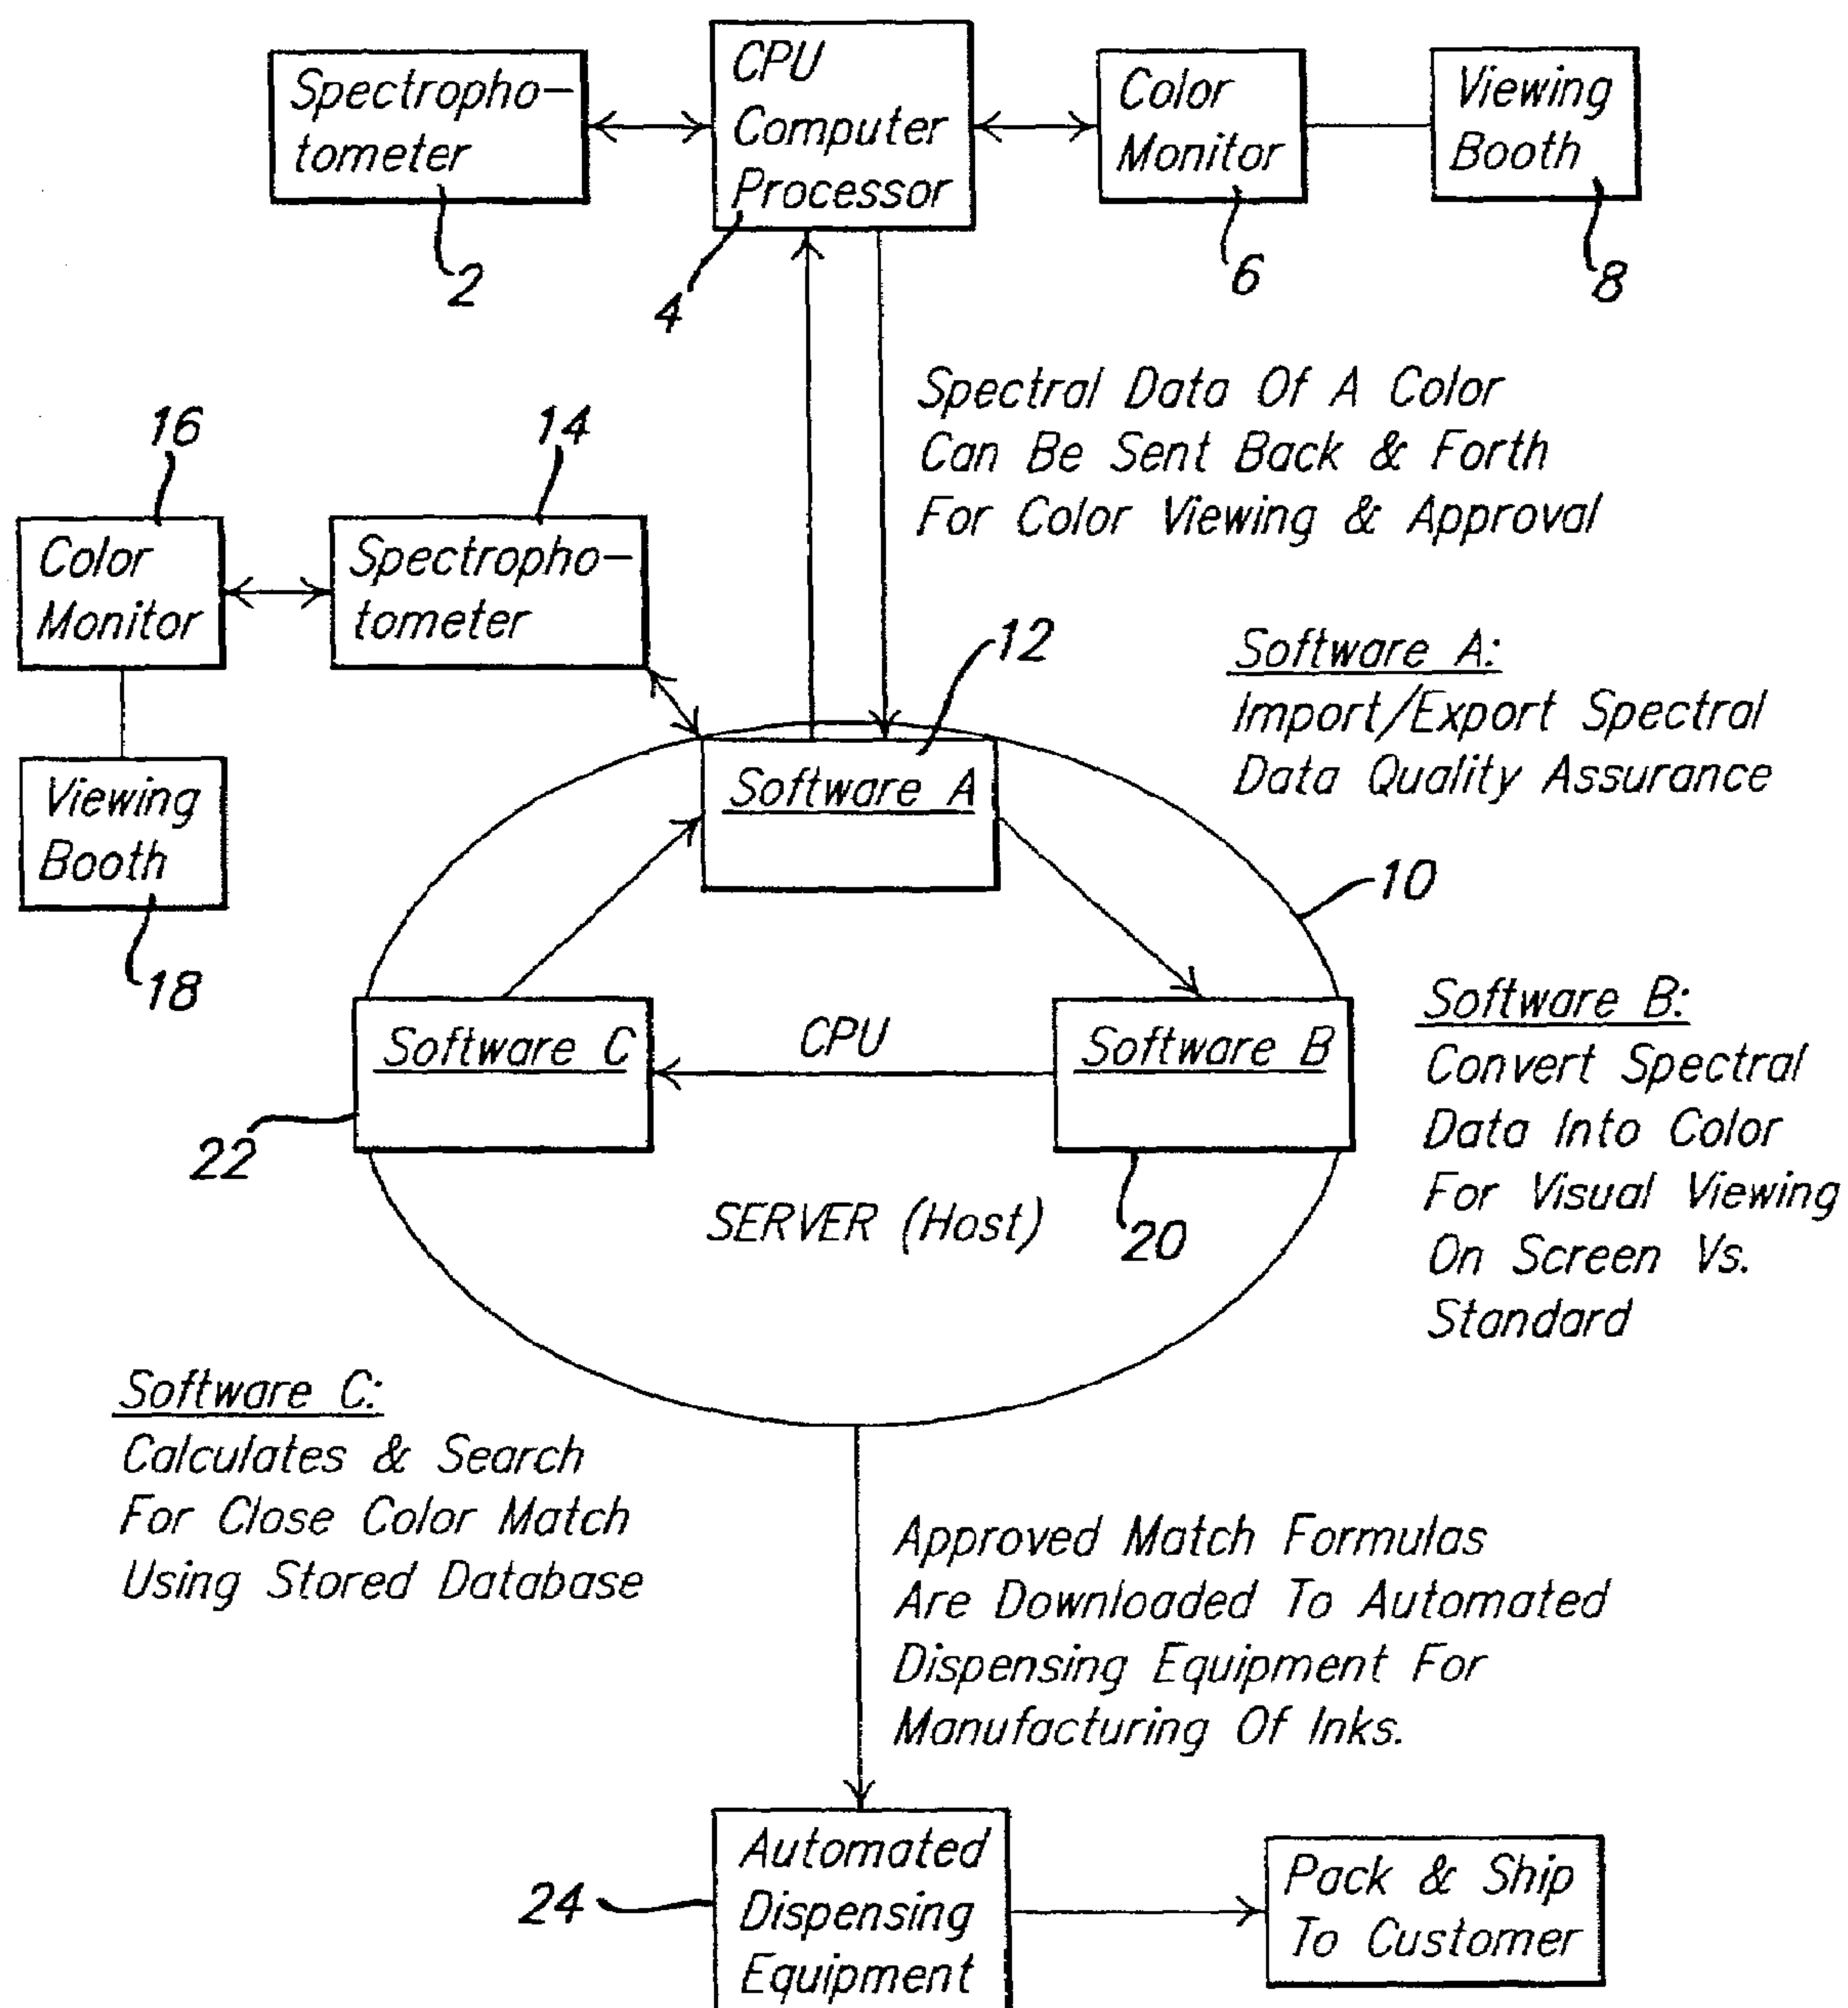 Spectropho-
tometer
2
CPU
Computer
Processor
4
Color
Monitor
6
Viewing
Booth
8
Spectral Data Of A Color
Can Be Sent Back & Forth
For Color Viewing & Approval
16
Color
Monitor
14
Spectropho-
tometer
Viewing
Booth
18
12
Software A
Software A:
Import/Export Spectral
Data Quality Assurance
10
Software C
22
CPU
Software B
20
SERVER (Host)
Software B:
Convert Spectral
Data Into Color
For Visual Viewing
On Screen Vs.
Standard
Software C:
Calculates & Search
For Close Color Match
Using Stored Database
Approved Match Formulas
Are Downloaded To Automated
Dispensing Equipment For
Manufacturing Of Inks.
24
Automated
Dispensing
Equipment
Pack & Ship
To Customer